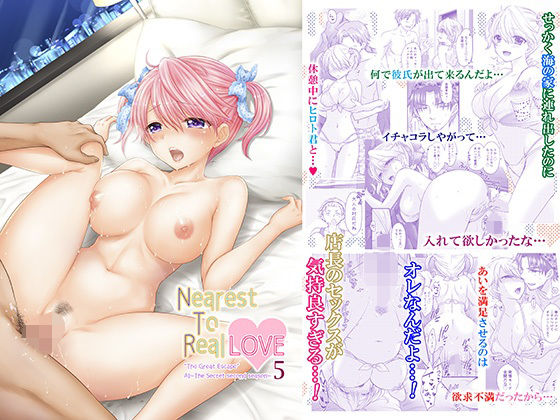 Nearest
To
Real LOVE
"The Great Escape"
5
せっかく海の家に連れ出したのに
何で彼氏が出て来るんだよ…
イチャコラしやがって…
休憩中にヒロト君と…♥
入れて欲しかったな…
店長のセックスが
気持良すぎる…!
オレなんだよ…!
あいを満足させるのは
欲求不満だったから…